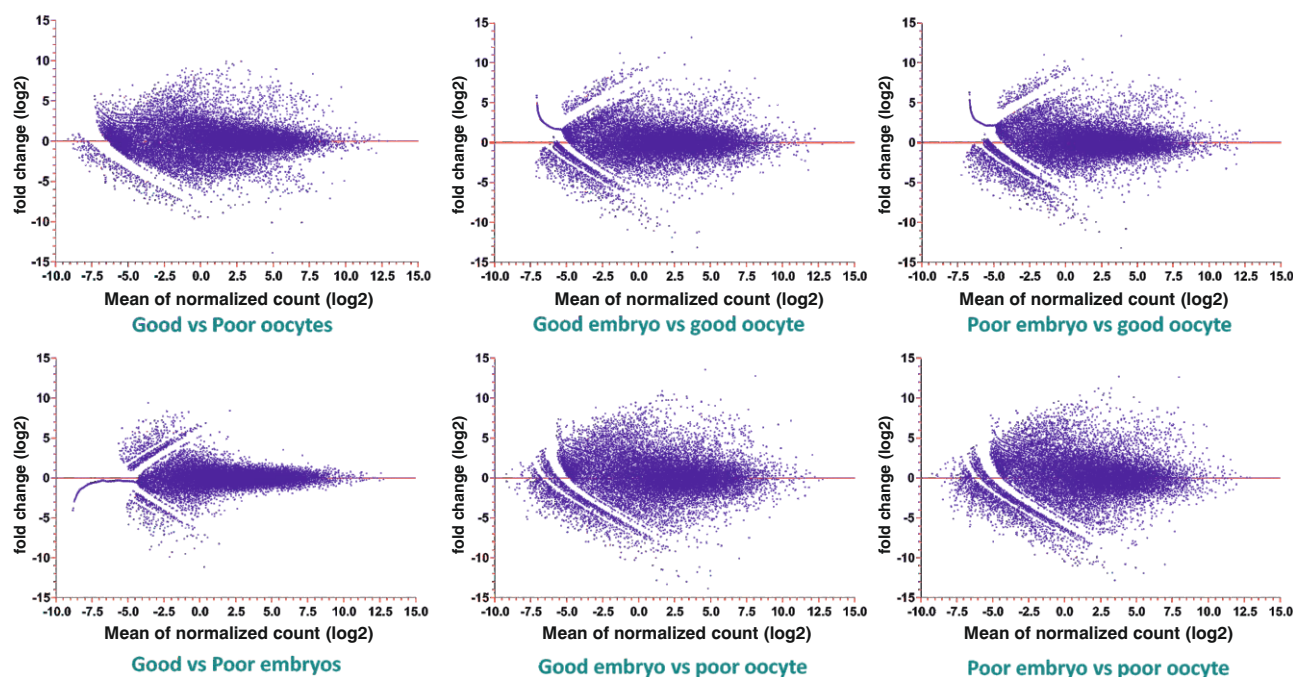 15
10
5
0
-5
-10
-15
fold change (log2)
-10.0 -7.5 -5.0 -2.5 0.0 2.5 5.0 7.5 10.0 12.5 15.0
Mean of normalized count (log2)
Good vs Poor oocytes
15
10
5
0
-5
-10
-15
fold change (log2)
-10.0 -7.5 -5.0 -2.5 0.0 2.5 5.0 7.5 10.0 12.5 15.0
Mean of normalized count (log2)
Good embryo vs good oocyte
15
10
5
0
-5
-10
-15
fold change (log2)
-10.0 -7.5 -5.0 -2.5 0.0 2.5 5.0 7.5 10.0 12.5 15.0
Mean of normalized count (log2)
Poor embryo vs good oocyte
15
10
5
0
-5
-10
-15
fold change (log2)
-10.0 -7.5 -5.0 -2.5 0.0 2.5 5.0 7.5 10.0 12.5 15.0
Mean of normalized count (log2)
Good vs Poor embryos
15
10
5
0
-5
-10
-15
fold change (log2)
-10.0 -7.5 -5.0 -2.5 0.0 2.5 5.0 7.5 10.0 12.5 15.0
Mean of normalized count (log2)
Good embryo vs poor oocyte
15
10
5
0
-5
-10
-15
fold change (log2)
-10.0 -7.5 -5.0 -2.5 0.0 2.5 5.0 7.5 10.0 12.5 15.0
Mean of normalized count (log2)
Poor embryo vs poor oocyte